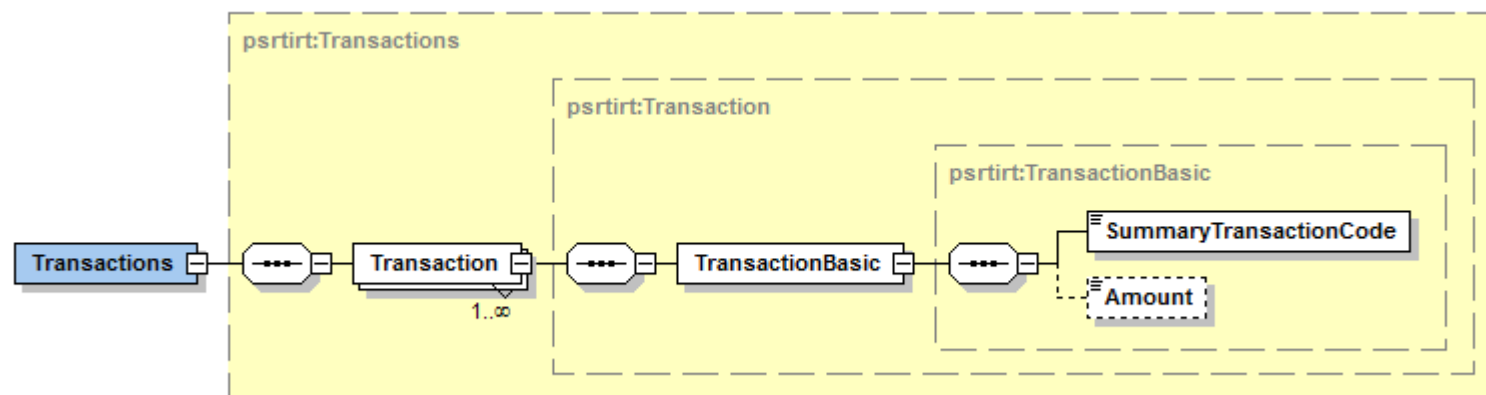 psrtirt:Transactions
psrtirt:Transaction
psrtirt:TransactionBasic
SummaryTransactionCode
Transactions
Transaction
TransactionBasic
Amount
1..∞